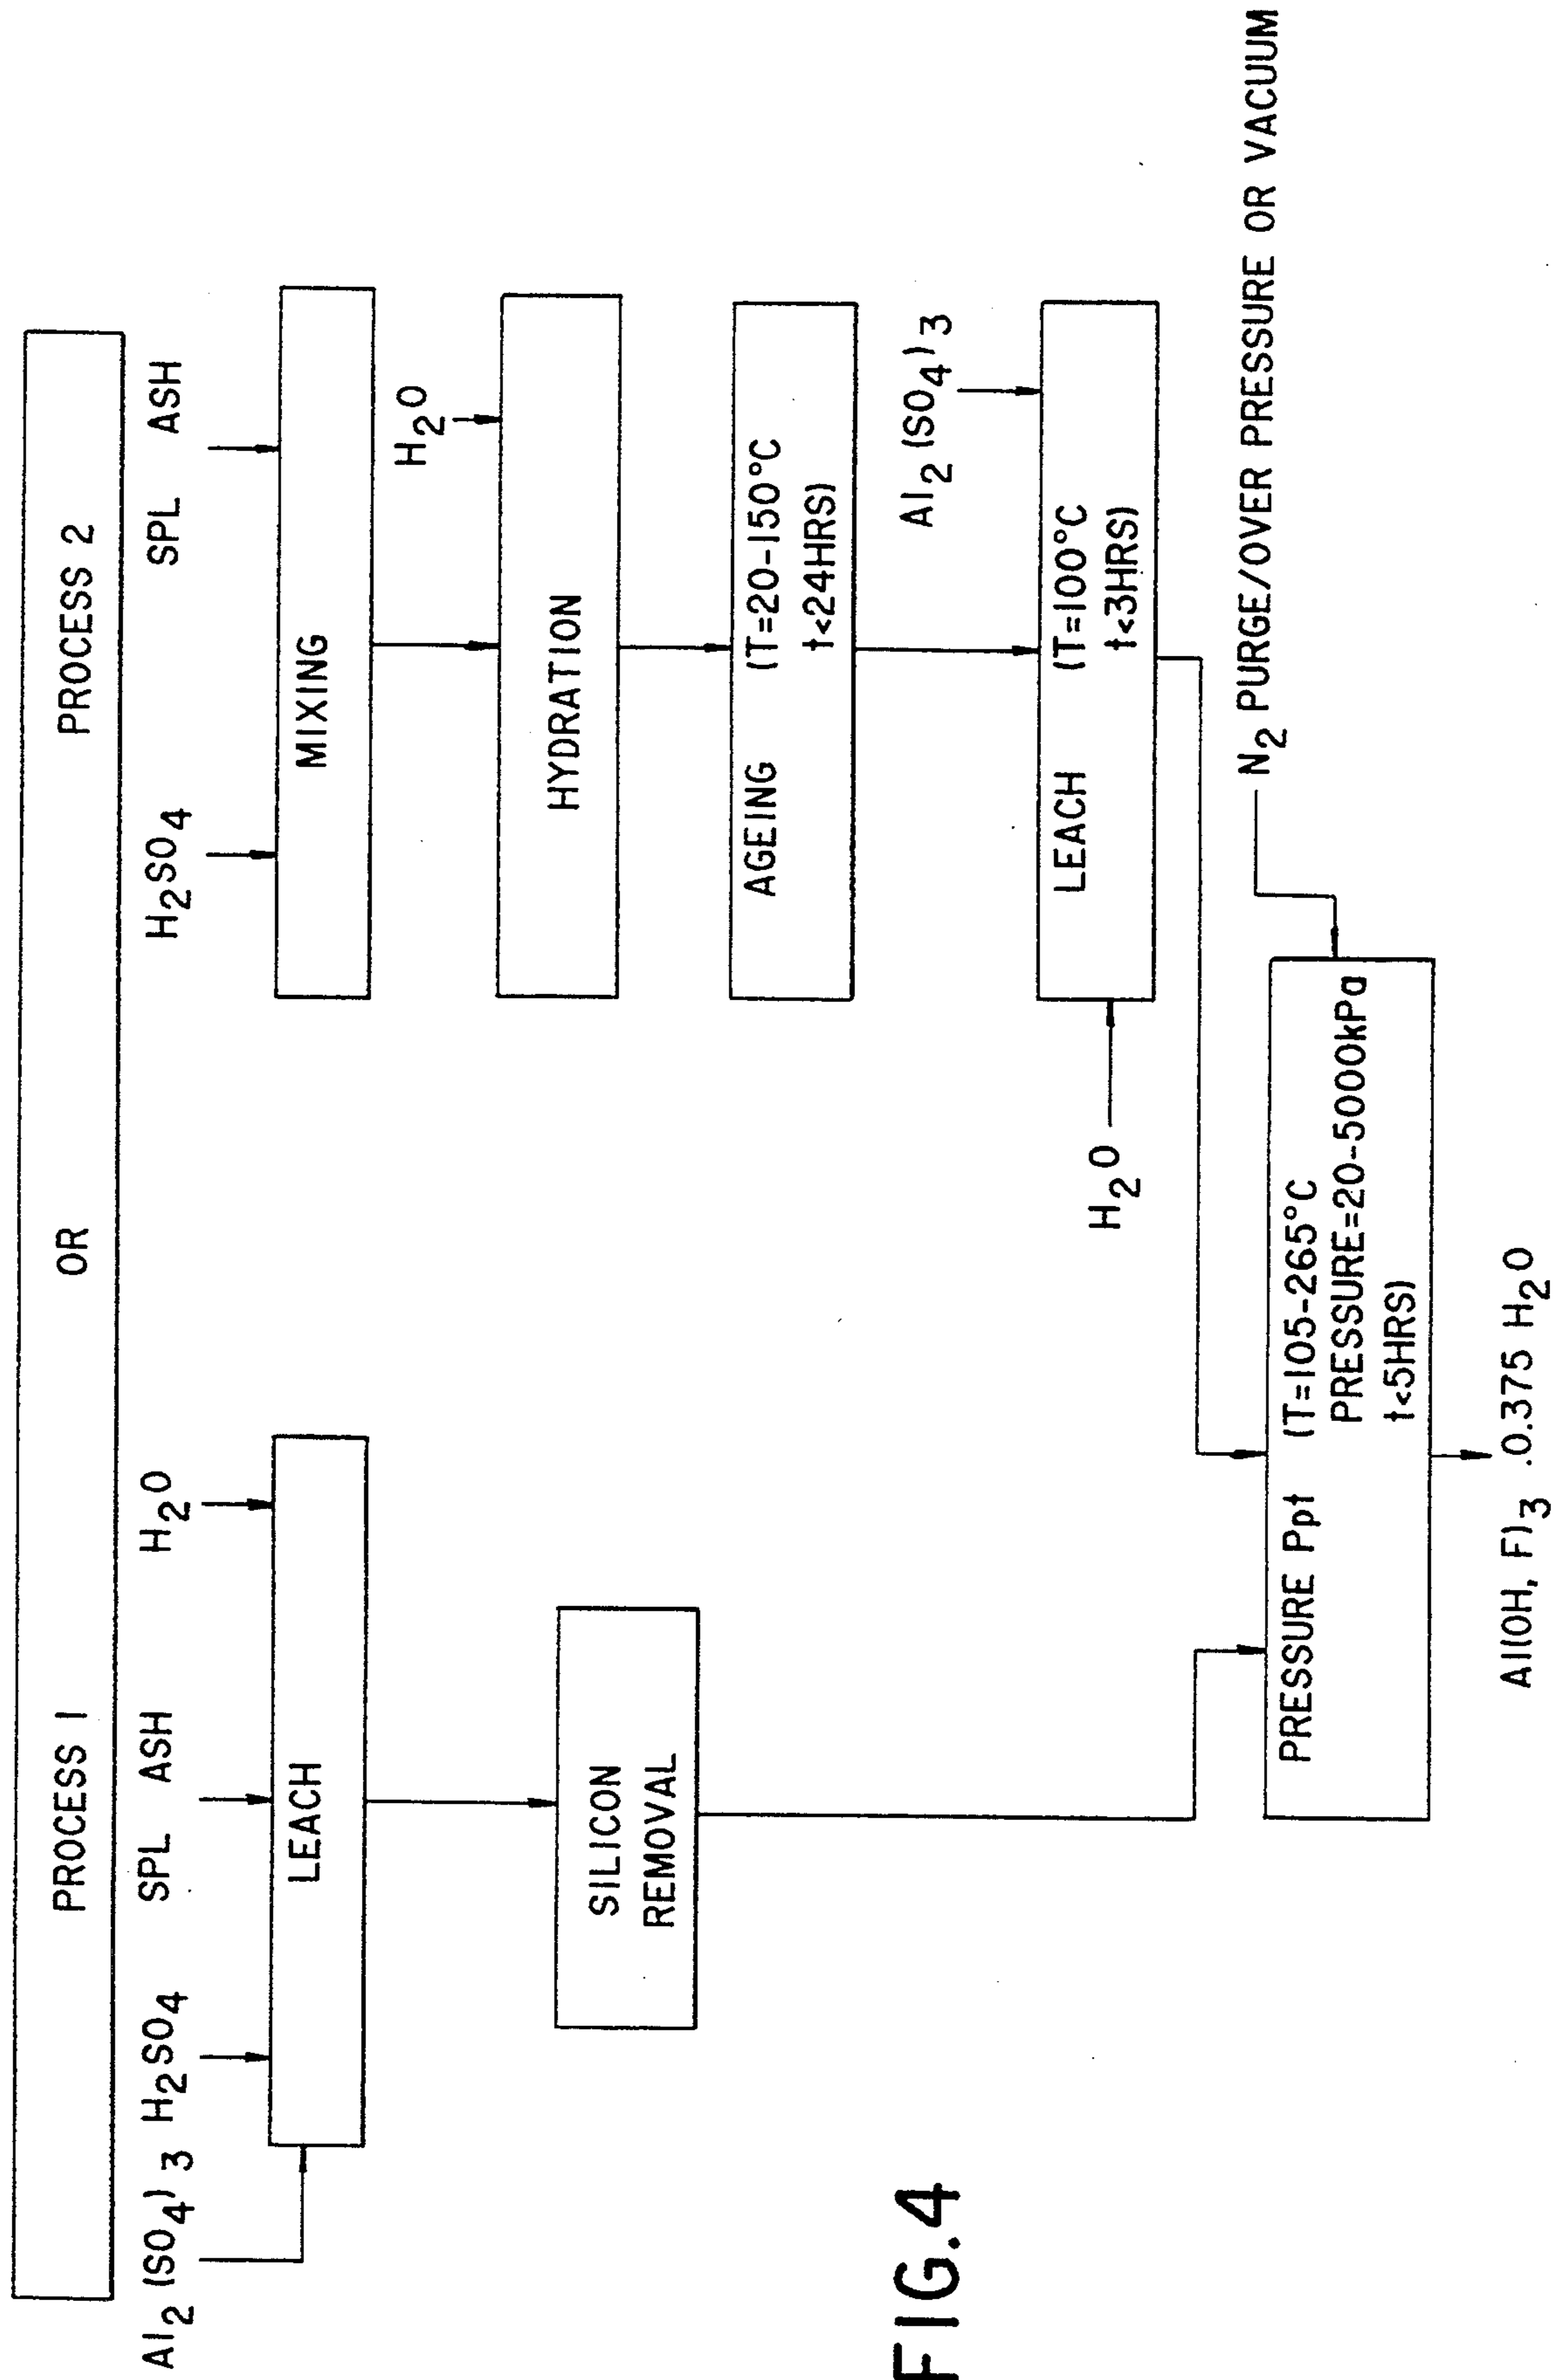 PROCESS 1 OR PROCESS 2
Al2(SO4)3 H2SO4 SPL ASH H2O
LEACH
SILICON
REMOVAL
H2SO4 SPL ASH
MIXING
H2O
HYDRATION
AGEING (T=20-150°C
t<24HRS)
Al2(SO4)3
LEACH (T=100°C
t<3HRS)
H2O
N2 PURGE/OVER PRESSURE OR VACUUM
PRESSURE Ppt (T=105-265°C
PRESSURE=20-5000kPa
t<5HRS)
Al(OH, F)3 .0.375 H2O
FIG.4